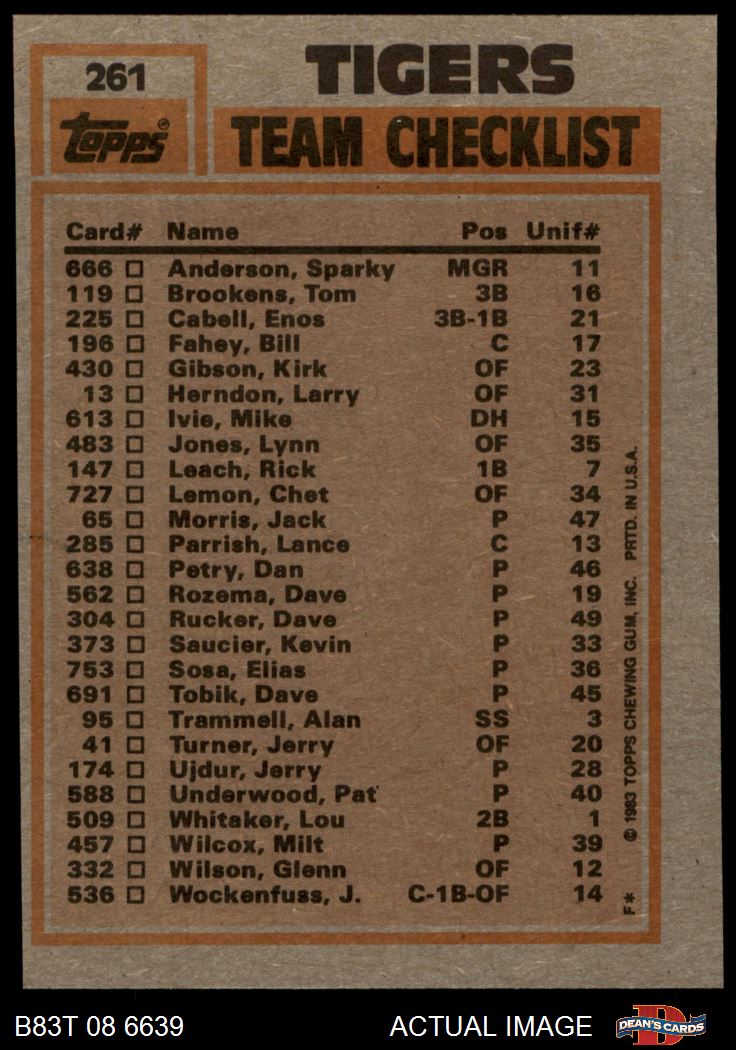 261
topps®
TIGERS
TEAM CHECKLIST
Card# Name Pos Unif#
666 Anderson, Sparky MGR 11
119 Brookens, Tom 3B 16
225 Cabell, Enos 3B-1B 21
196 Fahey, Bill C 17
430 Gibson, Kirk OF 23
13 Herndon, Larry OF 31
613 Ivie, Mike DH 15
483 Jones, Lynn OF 35
147 Leach, Rick 1B 7
727 Lemon, Chet OF 34
65 Morris, Jack P 47
285 Parrish, Lance C 13
638 Petry, Dan P 46
562 Rozema, Dave P 19
304 Rucker, Dave P 49
373 Saucier, Kevin P 33
753 Sosa, Elias P 36
691 Tobik, Dave P 45
95 Trammell, Alan SS 3
41 Turner, Jerry OF 20
174 Ujdur, Jerry P 28
588 Underwood, Pat P 40
509 Whitaker, Lou 2B 1
457 Wilcox, Milt P 39
332 Wilson, Glenn OF 12
536 Wockenfuss, J. C-1B-OF 14
F* © 1983 TOPPS CHEWING GUM, INC. PRTD. IN U.S.A.
B83T 08 6639 ACTUAL IMAGE
D
DEAN'S CARDS